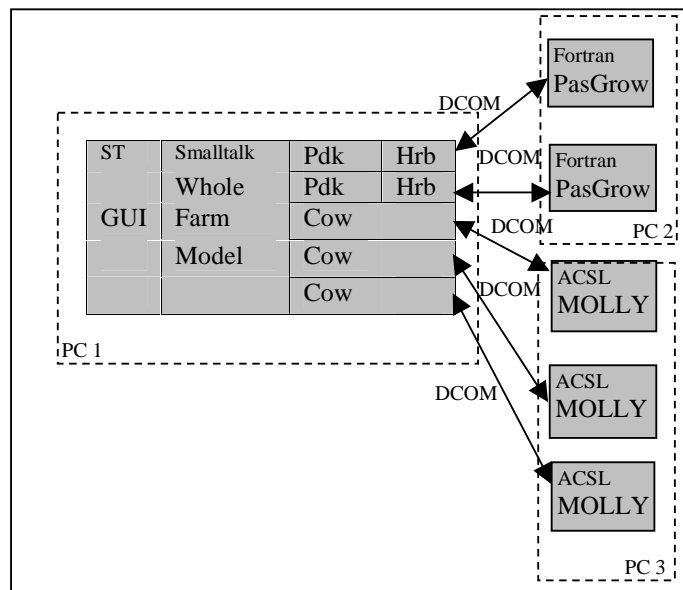 Fortran
PasGrow
DCOM
ST Smalltalk Pdk Hrb
DCOM
Fortran
PasGrow
Whole Pdk Hrb
GUI Farm Cow
DCOM
PC 2
Model Cow
ACSL
MOLLY
Cow
DCOM
PC 1
ACSL
MOLLY
DCOM
ACSL
MOLLY
PC 3